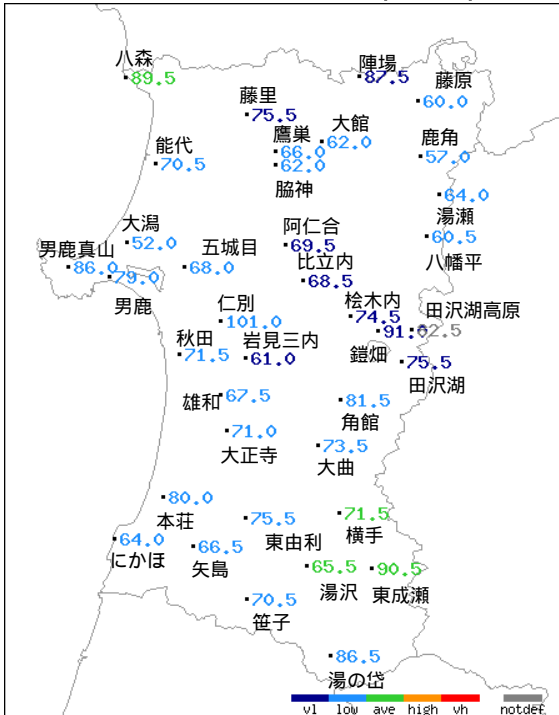 八森
89.5
陣場
87.5
藤里
75.5
藤原
60.0
鷹巣
66.0
大館
62.0
鹿角
57.0
能代
70.5
62.0
脇神
64.0
湯瀬
大潟
52.0
阿仁合
69.5
60.5
八幡平
男鹿真山
86.0
79.0
男鹿
五城目
68.0
比立内
68.5
仁別
101.0
桧木内
74.5
田沢湖高原
91.0
鎧畑
秋田
71.5
岩見三内
61.0
75.5
田沢湖
雄和
67.5
81.5
角館
71.0
大正寺
73.5
大曲
80.0
本荘
75.5
東由利
71.5
横手
64.0
にかほ
66.5
矢島
65.5
湯沢
90.5
東成瀬
70.5
笹子
86.5
湯の岱
vl low ave high vh notdef